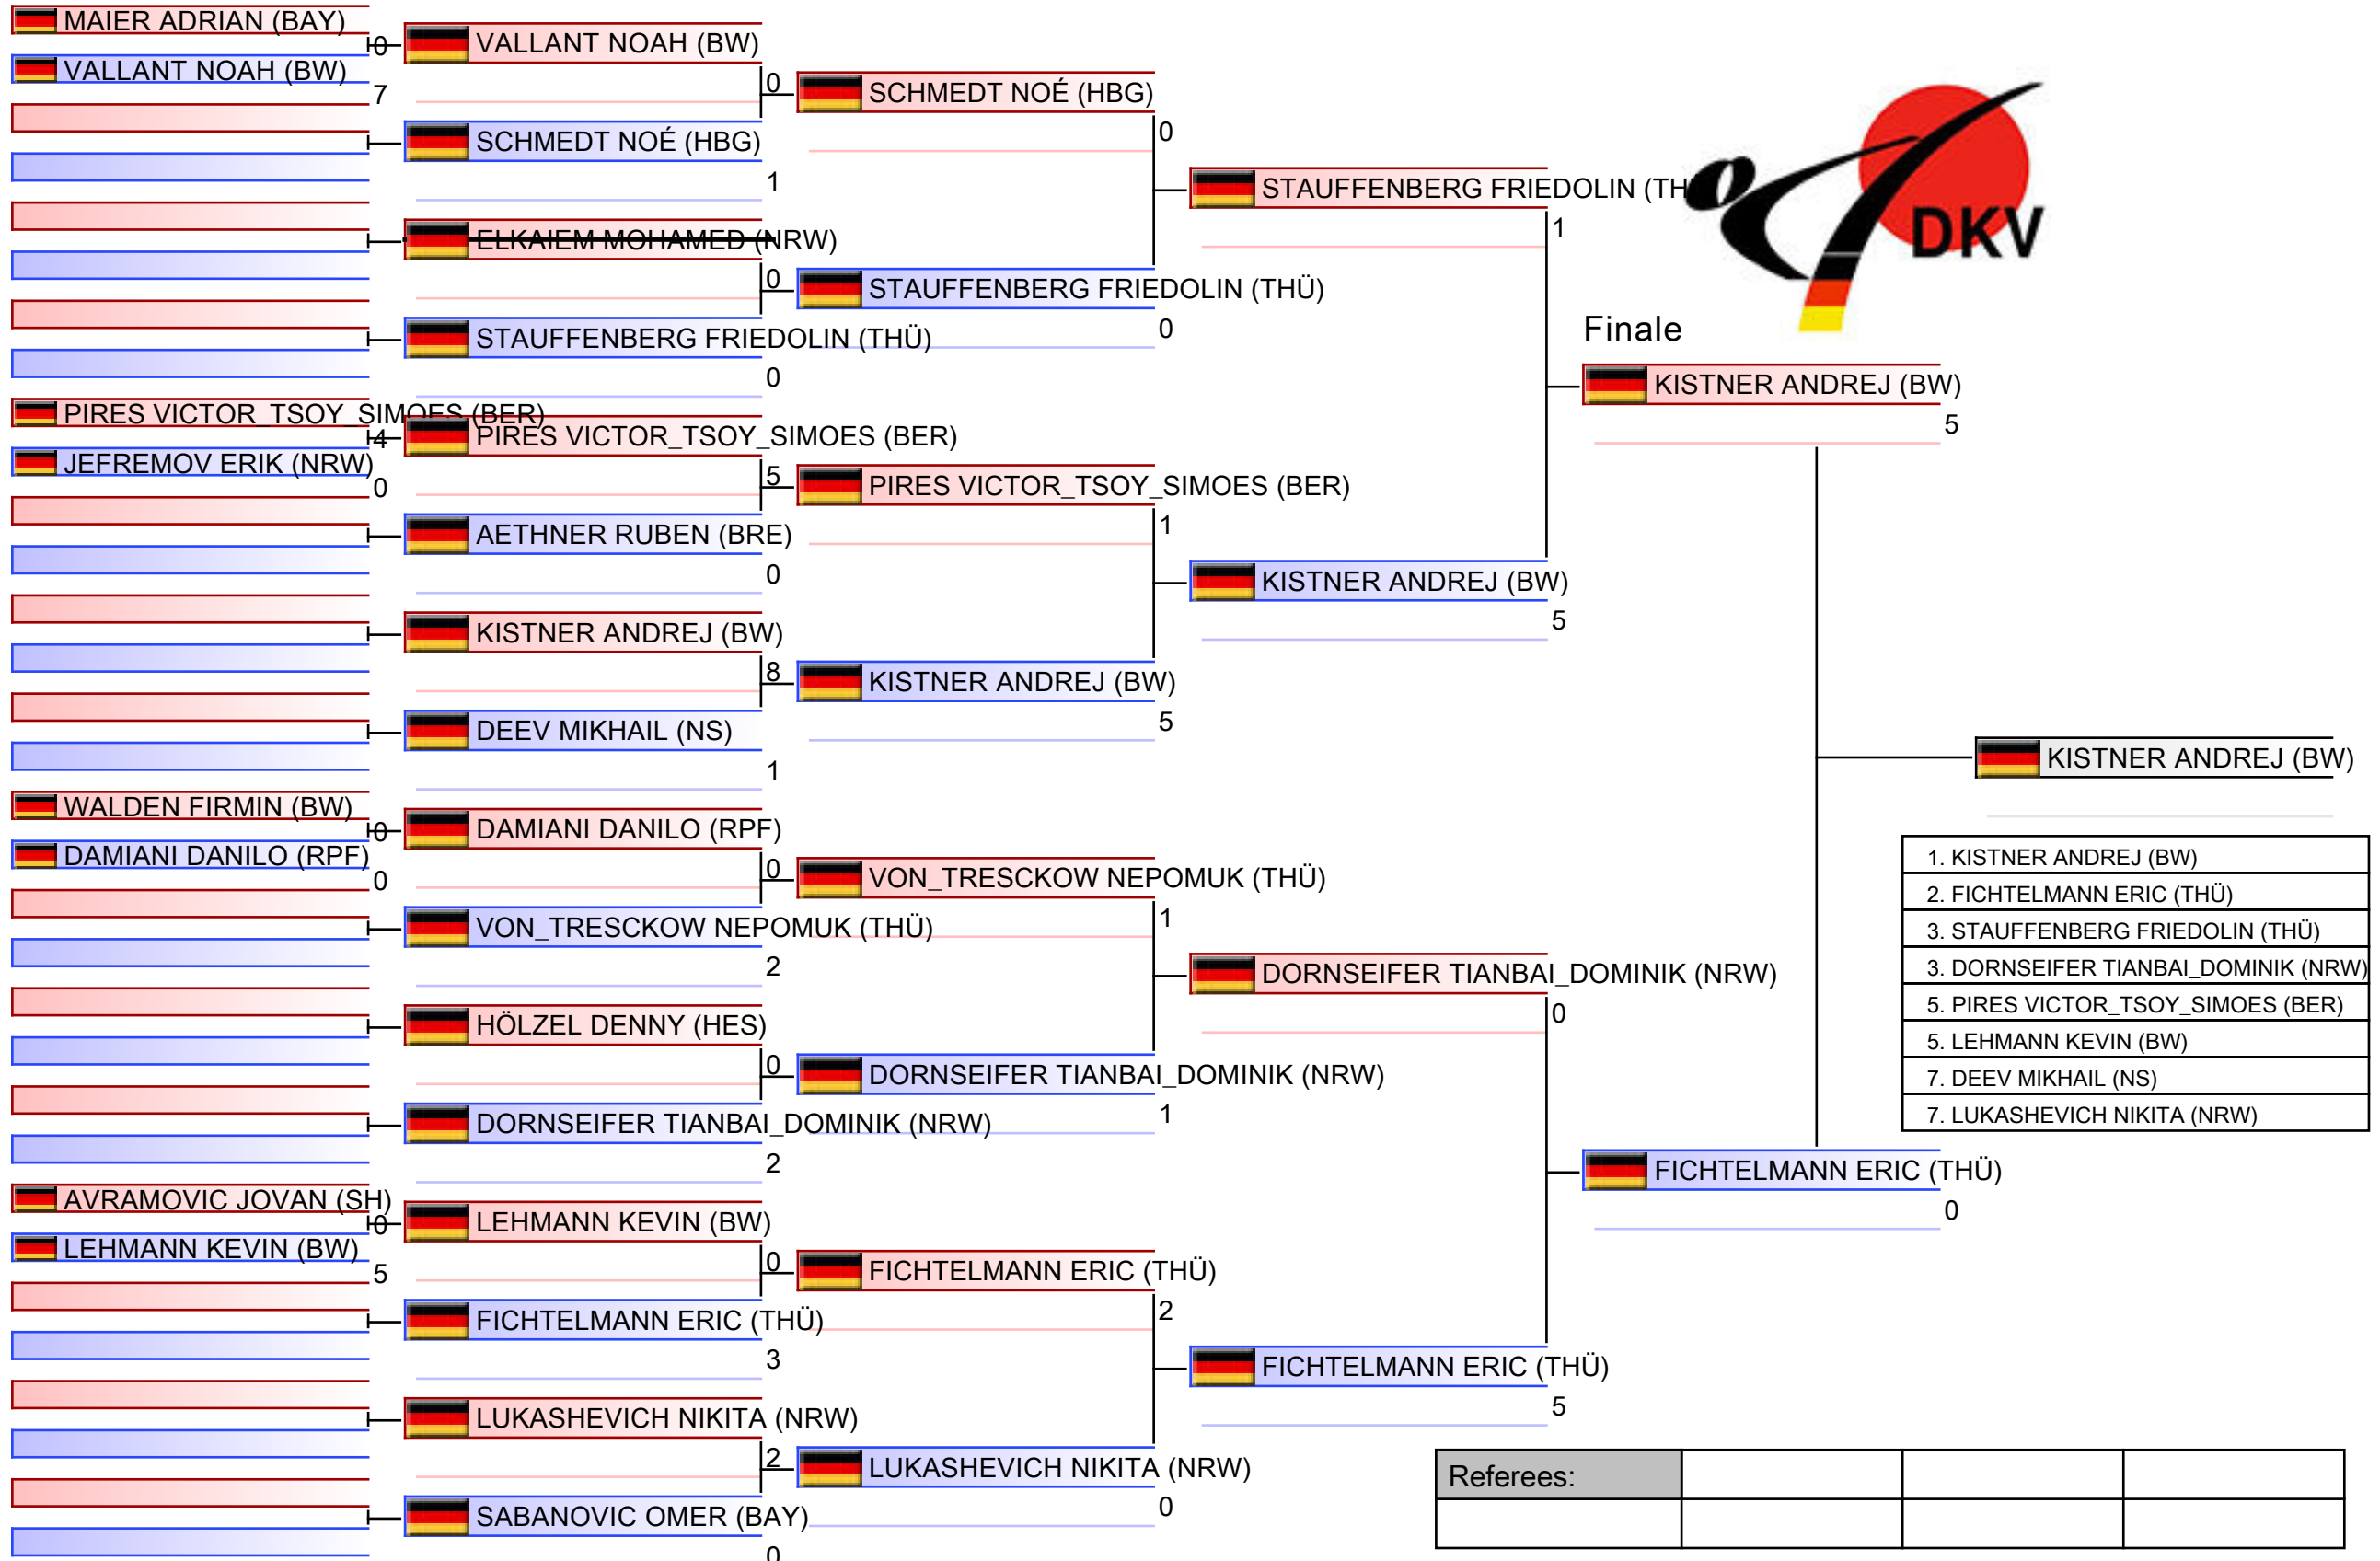 MAIER ADRIAN (BAY)
0
VALLANT NOAH (BW)
7
PIRES VICTOR_TSOY_SIMOES (BER)
4
JEFREMOV ERIK (NRW)
0
WALDEN FIRMIN (BW)
0
DAMIANI DANILO (RPF)
0
AVRAMOVIC JOVAN (SH)
0
LEHMANN KEVIN (BW)
5
VALLANT NOAH (BW)
0
SCHMEDT NOÉ (HBG)
1
ELKAIEM MOHAMED (NRW)
0
STAUFFENBERG FRIEDOLIN (THÜ)
0
PIRES VICTOR_TSOY_SIMOES (BER)
5
AETHNER RUBEN (BRE)
0
KISTNER ANDREJ (BW)
8
DEEV MIKHAIL (NS)
1
DAMIANI DANILO (RPF)
0
VON_TRESCKOW NEPOMUK (THÜ)
2
HÖLZEL DENNY (HES)
0
DORNSEIFER TIANBAI_DOMINIK (NRW)
2
LEHMANN KEVIN (BW)
0
FICHTELMANN ERIC (THÜ)
3
LUKASHEVICH NIKITA (NRW)
2
SABANOVIC OMER (BAY)
0
SCHMEDT NOÉ (HBG)
0
STAUFFENBERG FRIEDOLIN (THÜ)
0
PIRES VICTOR_TSOY_SIMOES (BER)
1
KISTNER ANDREJ (BW)
5
VON_TRESCKOW NEPOMUK (THÜ)
1
DORNSEIFER TIANBAI_DOMINIK (NRW)
1
FICHTELMANN ERIC (THÜ)
2
LUKASHEVICH NIKITA (NRW)
0
STAUFFENBERG FRIEDOLIN (TH
1
KISTNER ANDREJ (BW)
5
DORNSEIFER TIANBAI_DOMINIK (NRW)
0
FICHTELMANN ERIC (THÜ)
5
DKV
Finale
KISTNER ANDREJ (BW)
5
FICHTELMANN ERIC (THÜ)
0
KISTNER ANDREJ (BW)
1. KISTNER ANDREJ (BW)
2. FICHTELMANN ERIC (THÜ)
3. STAUFFENBERG FRIEDOLIN (THÜ)
3. DORNSEIFER TIANBAI_DOMINIK (NRW)
5. PIRES VICTOR_TSOY_SIMOES (BER)
5. LEHMANN KEVIN (BW)
7. DEEV MIKHAIL (NS)
7. LUKASHEVICH NIKITA (NRW)
Referees: